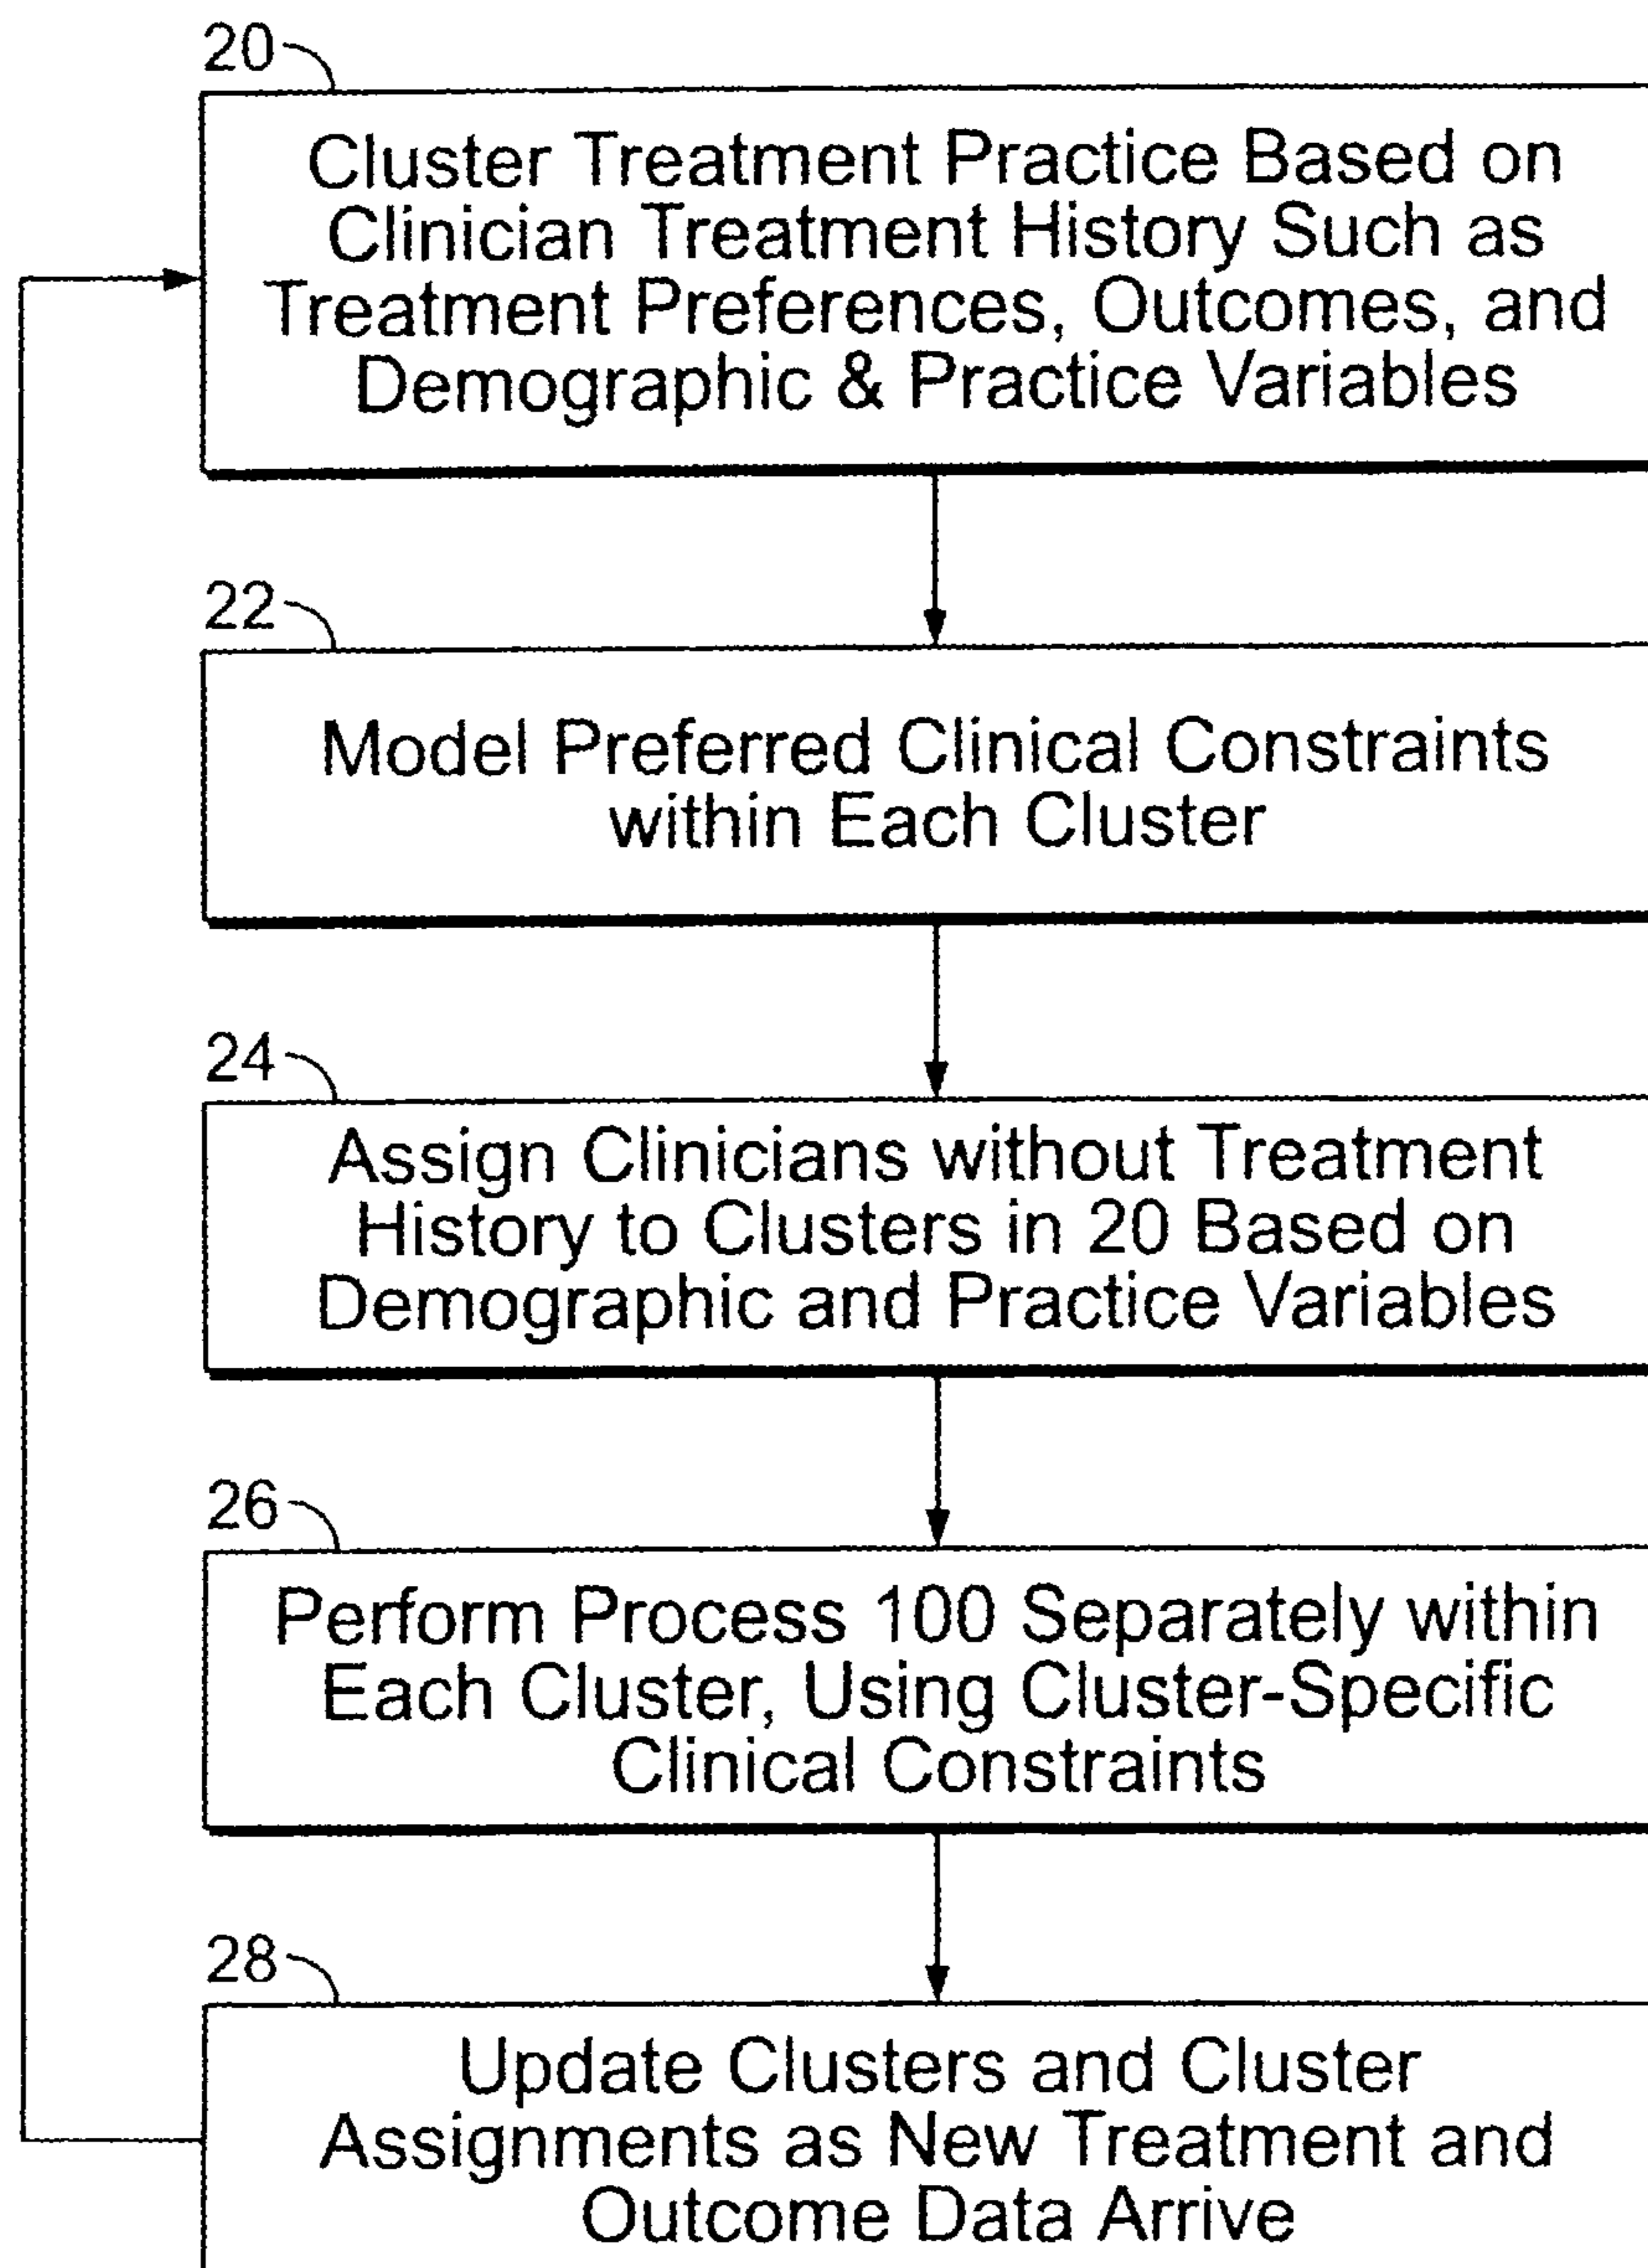 20
Cluster Treatment Practice Based on
Clinician Treatment History Such as
Treatment Preferences, Outcomes, and
Demographic & Practice Variables
22
Model Preferred Clinical Constraints
within Each Cluster
24
Assign Clinicians without Treatment
History to Clusters in 20 Based on
Demographic and Practice Variables
26
Perform Process 100 Separately within
Each Cluster, Using Cluster-Specific
Clinical Constraints
28
Update Clusters and Cluster
Assignments as New Treatment and
Outcome Data Arrive